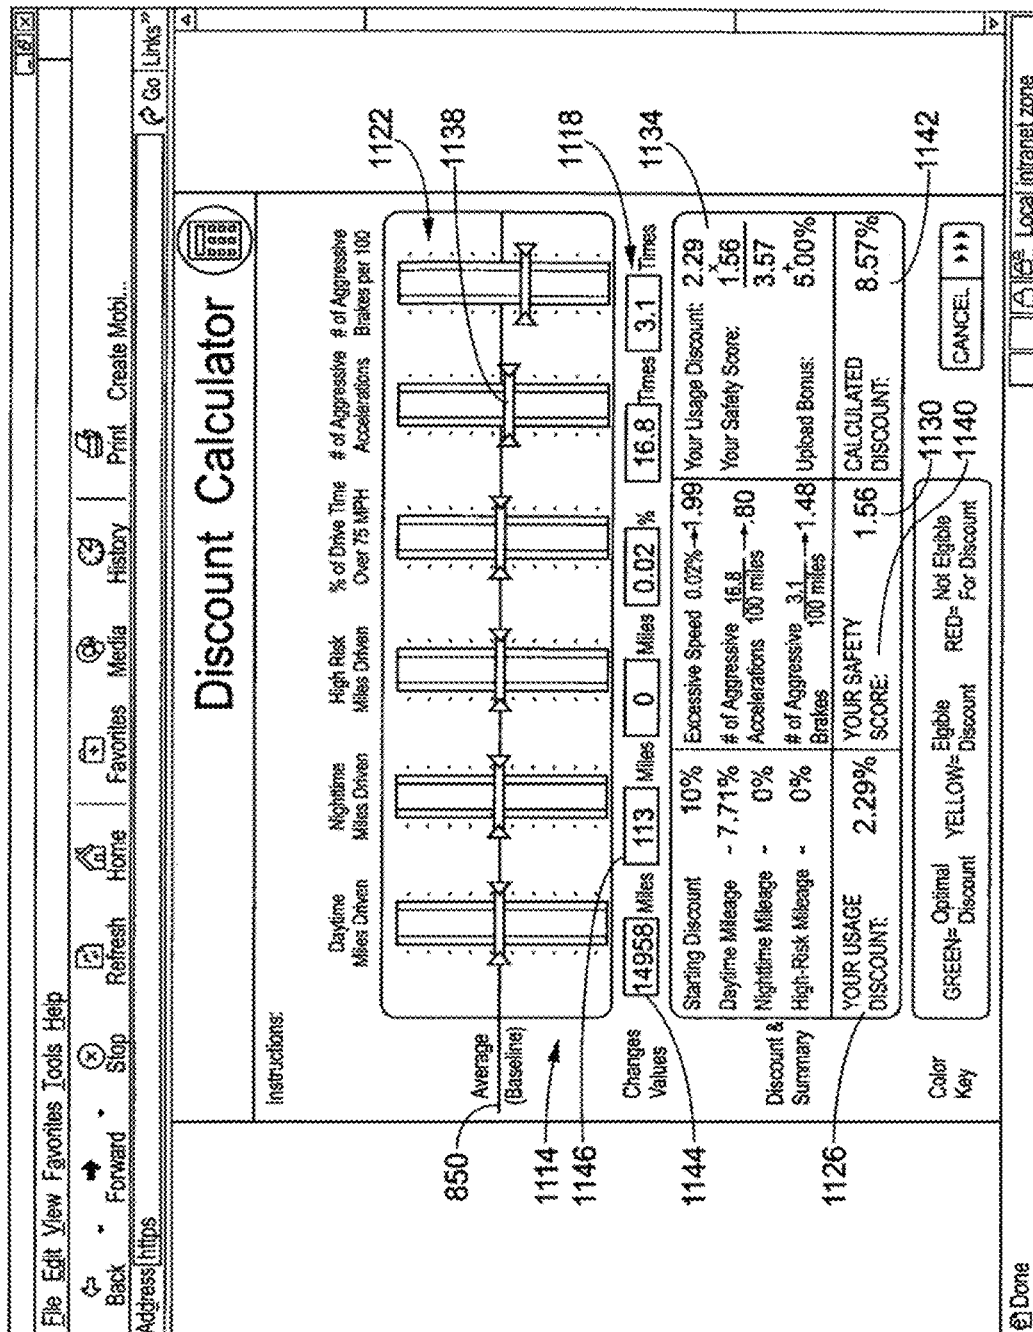 File Edit View Favorites Tools Help
Back Forward Stop Refresh Home Favorites Media History Print Create Mobi...
Address https Go Links"
Discount Calculator
Instructions:
Daytime Miles Driven
Nighttime Miles Driven
High Risk Miles Driven
% of Drive Time Over 75 MPH
# of Aggressive Accelerations
# of Aggressive Brakes per 100
850
Average (Baseline)
1122
1138
1114
1146
Changes Values
14958 Miles 113 Miles 0 Miles 0.02 % 16.8 Times 3.1 Times
1118
1144
Discount & Summary
Starting Discount 10%
Daytime Mileage - 7.71%
Nighttime Mileage - 0%
High-Risk Mileage - 0%
YOUR USAGE DISCOUNT: 2.29%
Excessive Speed 0.02% → 1.99
# of Aggressive Accelerations 16.8 / 100 miles → .80
# of Aggressive Brakes 3.1 / 100 miles → 1.48
YOUR SAFETY SCORE: 1.56
Your Usage Discount: 2.29
x
Your Safety Score: 1.56
3.57
+
Upload Bonus: 5.00%
CALCULATED DISCOUNT: 8.57%
1134
1126
1142
1130
1140
Color Key
GREEN= Optimal Discount
YELLOW= Elgible Discount
RED= Not Elgible For Discount
CANCEL
Done
Local intranet zone